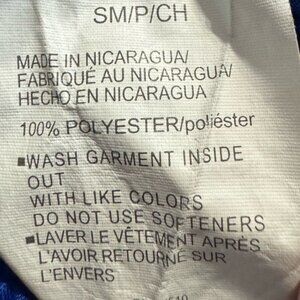 SM/P/CH
MADE IN NICARAGUA/
FABRIQUÉ AU NICARAGUA/
HECHO EN NICARAGUA
100% POLYESTER/poliéster
▪WASH GARMENT INSIDE
OUT
WITH LIKE COLORS
DO NOT USE SOFTENERS
▪LAVER LE VÊTEMENT APRÈS
L'AVOIR RETOURNÉ SUR
L'ENVERS